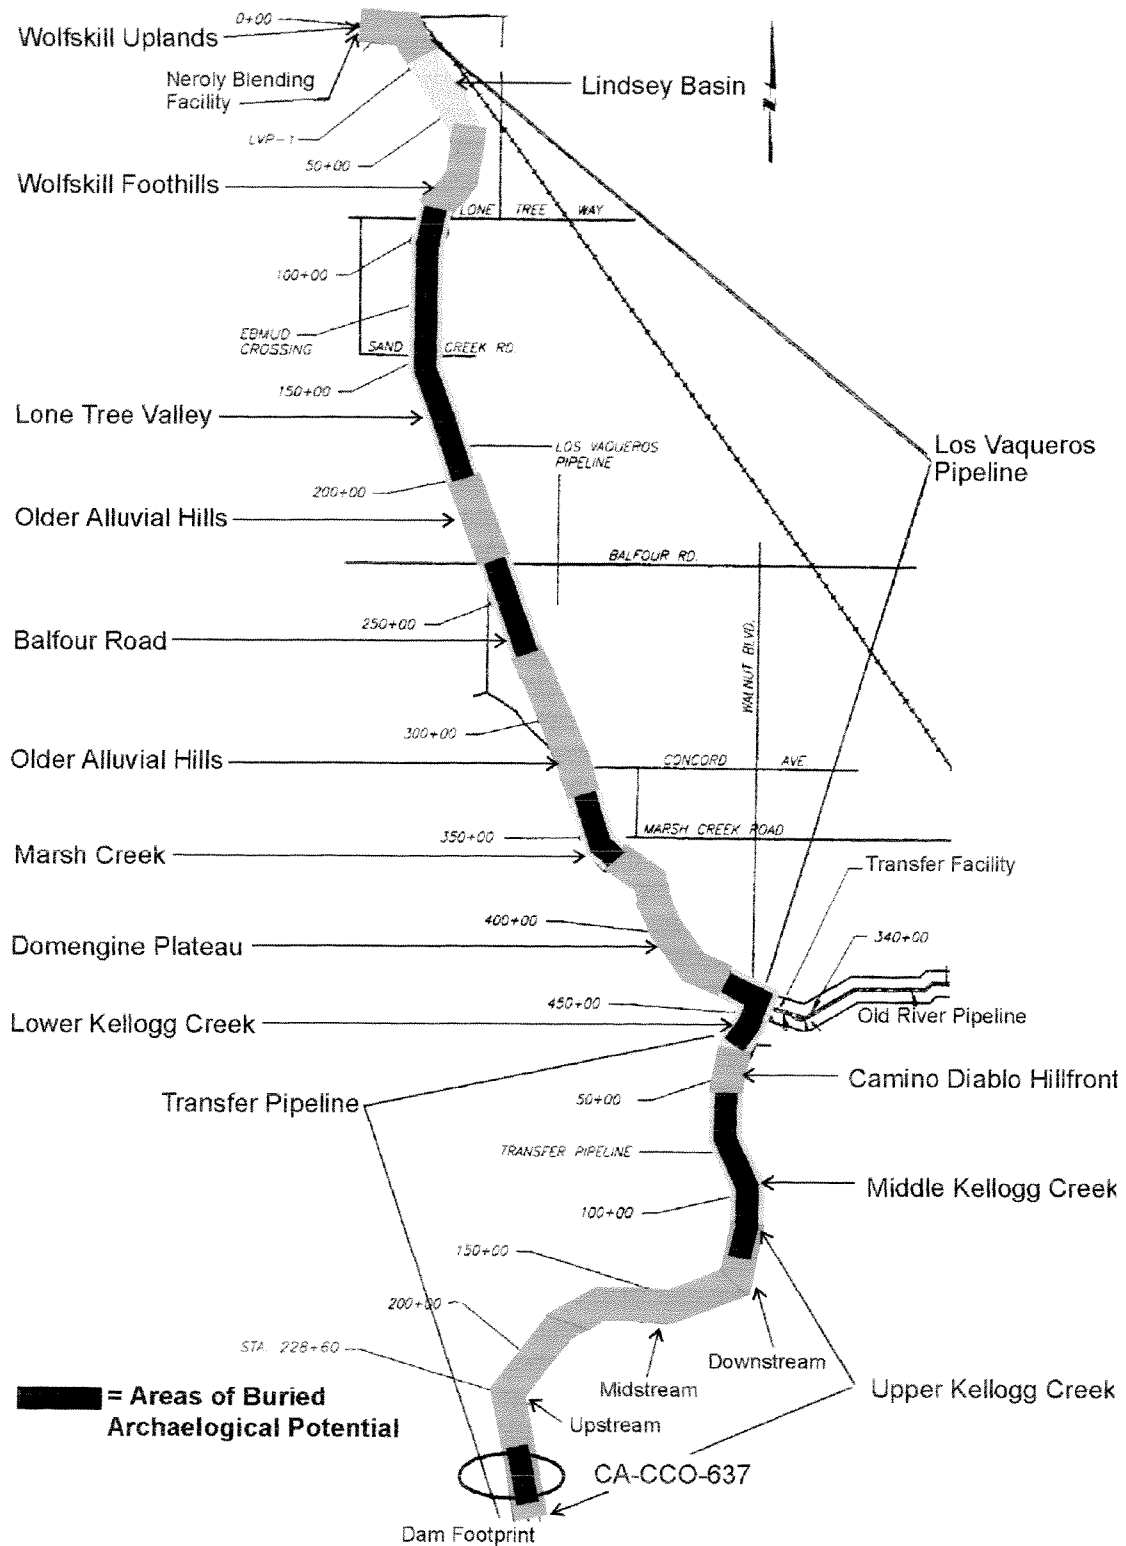 0+00
Wolfskill Uplands
Neroly Blending
Facility
Lindsey Basin
LVP-1
50+00
Wolfskill Foothills
LONE TREE WAY
100+00
EBMUD
CROSSING
SAND CREEK RD.
150+00
Lone Tree Valley
LOS VAQUEROS
PIPELINE
Los Vaqueros
Pipeline
200+00
Older Alluvial Hills
BALFOUR RD.
250+00
Balfour Road
WALNUT BLVD.
300+00
Older Alluvial Hills
CONCORD AVE.
350+00
MARSH CREEK ROAD
Marsh Creek
Transfer Facility
400+00
340+00
Domengine Plateau
450+00
Lower Kellogg Creek
Old River Pipeline
Camino Diablo Hillfront
50+00
Transfer Pipeline
TRANSFER PIPELINE
Middle Kellogg Creek
100+00
150+00
200+00
STA. 228+60
Downstream
Midstream
Upper Kellogg Creek
= Areas of Buried
Archaelogical Potential
Upstream
CA-CCO-637
Dam Footprint